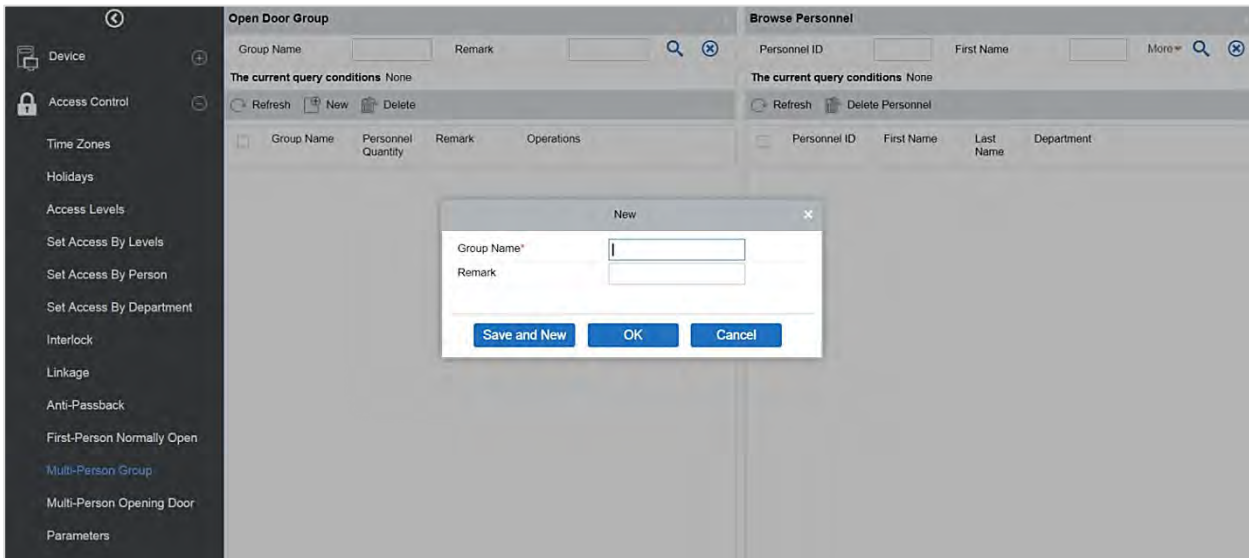 Device
Access Control
Time Zones
Holidays
Access Levels
Set Access By Levels
Set Access By Person
Set Access By Department
Interlock
Linkage
Anti-Passback
First-Person Normally Open
Multi-Person Group
Multi-Person Opening Door
Parameters
Open Door Group
Group Name Remark
The current query conditions None
Refresh New Delete
Group Name Personnel Quantity Remark Operations
Browse Personnel
Personnel ID First Name More
The current query conditions None
Refresh Delete Personnel
Personnel ID First Name Last Name Department
New
Group Name*
Remark
Save and New OK Cancel